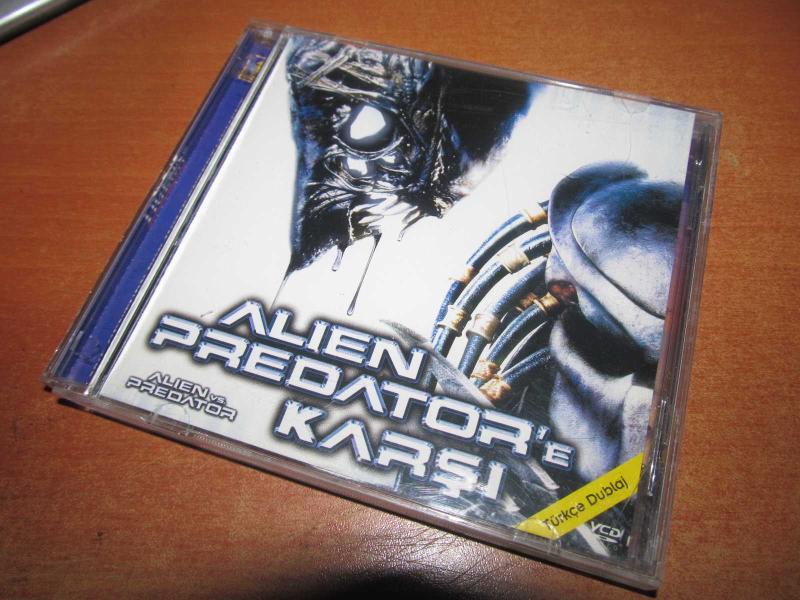 ALIEN
PREDATOR'E
KARŞI
ALIEN VS.
PREDATOR
Türkçe Dublaj
VCD